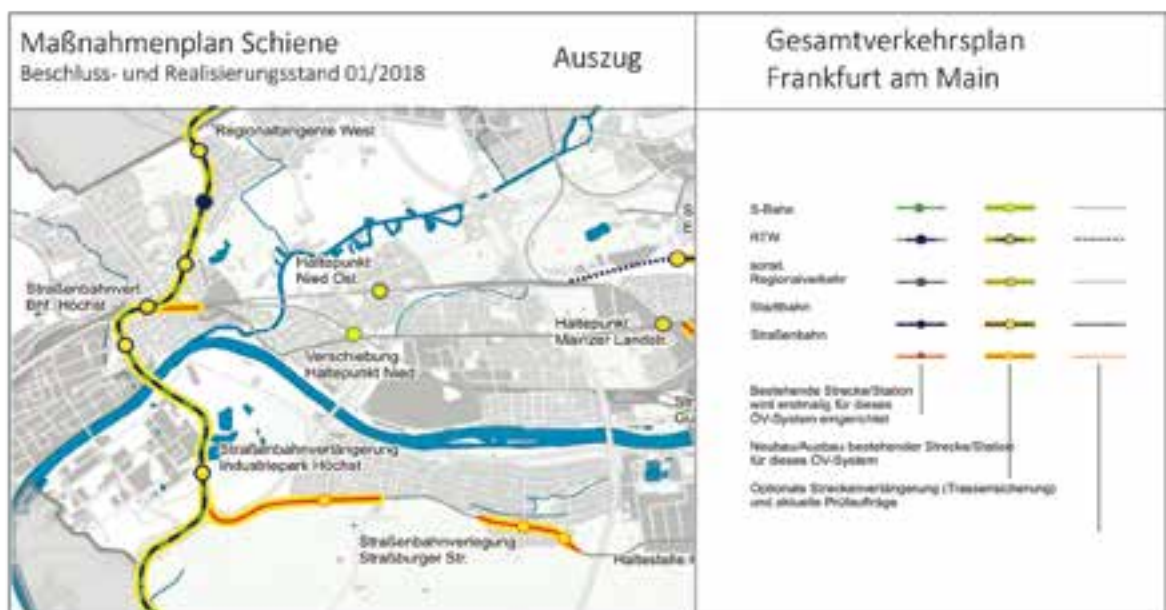 Maßnahmenplan Schiene
Beschluss- und Realisierungsstand 01/2018
Auszug
Gesamtverkehrsplan
Frankfurt am Main
Regionaltangente West
Haltepunkt
Nied Ost.
Straßenbahnverl.
Bhf. Höchst
Haltepunkt
Mainzer Landstr.
Verschiebung
Haltepunkt Nied
Straßenbahnverlängerung
Industriepark Höchst
Straßenbahnverlegung
Straßburger Str.
Haltestelle
S-Bahn
RTW
sonst.
Regionalverkehr
Stadtbahn
Straßenbahn
Bestehende Strecke/Station
wird erstmalig für dieses
ÖV-System eingerichtet
Neubau/Ausbau bestehender Strecke/Station
für dieses ÖV-System
Optionale Streckenverlängerung (Trassensicherung)
und aktuelle Prüfaufträge